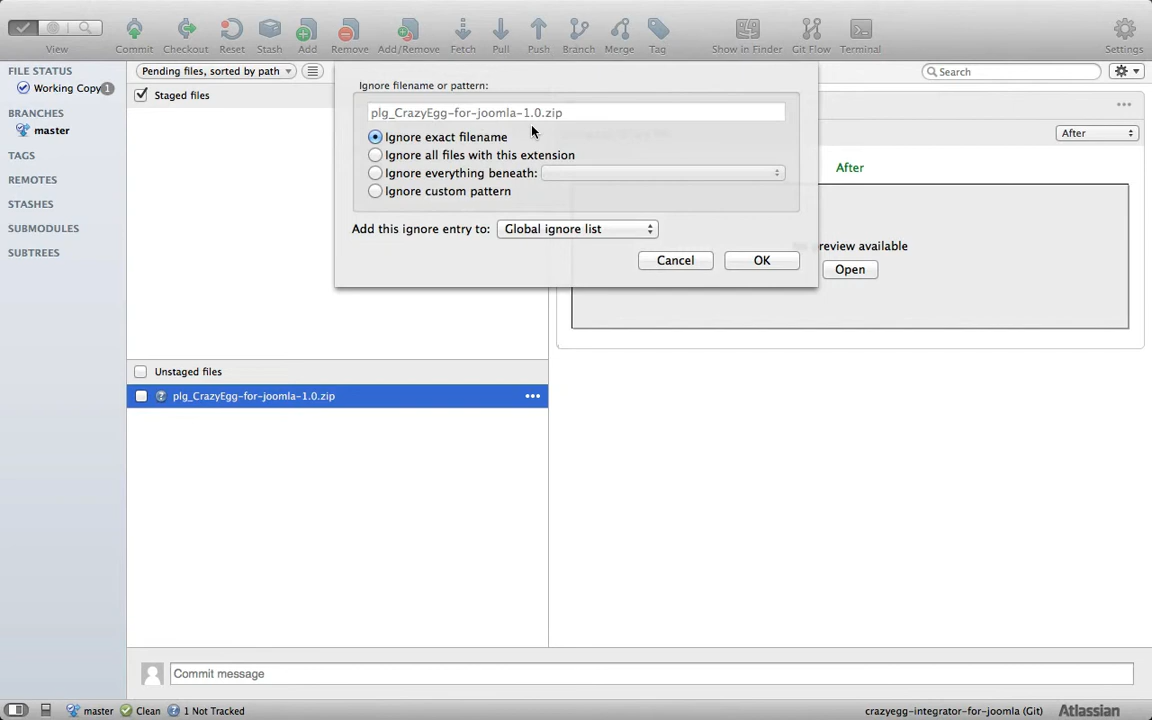 View Commit Checkout Reset Stash Add Remove Add/Remove Fetch Pull Push Branch Merge Tag Show in Finder Git Flow Terminal Settings
FILE STATUS
Working Copy 1
BRANCHES
master
TAGS
REMOTES
STASHES
SUBMODULES
SUBTREES
Pending files, sorted by path
Search
Staged files
Ignore filename or pattern:
plg_CrazyEgg-for-joomla-1.0.zip
Ignore exact filename
Ignore all files with this extension
Ignore everything beneath:
Ignore custom pattern
Add this ignore entry to: Global ignore list
Cancel OK
After
After
preview available
Open
Unstaged files
plg_CrazyEgg-for-joomla-1.0.zip
Commit message
master Clean 1 Not Tracked
crazyegg-integrator-for-joomla (Git) Atlassian